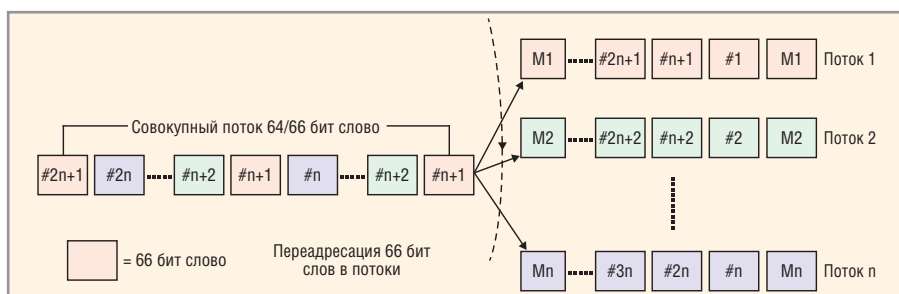 M1 #2n+1 #n+1 #1 M1 Поток 1
Совокупный поток 64/66 бит слово
M2 #2n+2 #n+2 #2 M2 Поток 2
#2n+1 #2n #n+2 #n+1 #n #n+2 #n+1
= 66 бит слово
Переадресация 66 бит
слов в потоки
Mn #3n #2n #n Mn Поток n